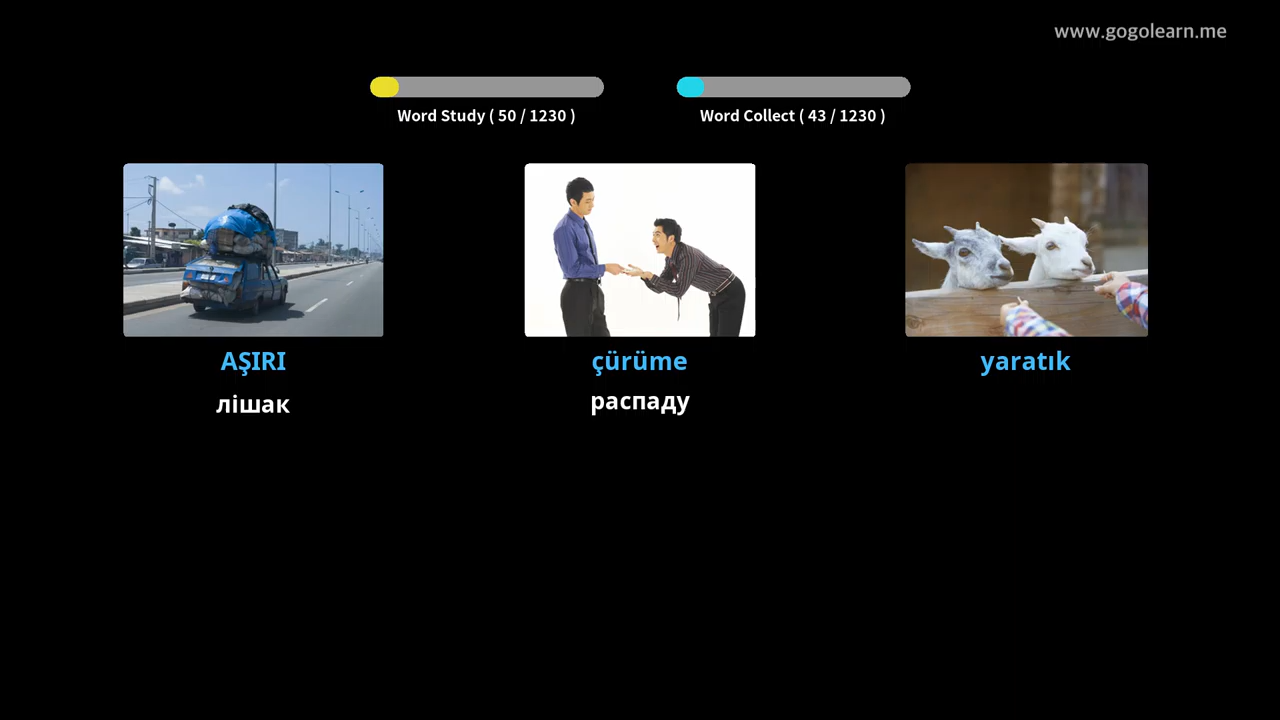 www.gogolearn.me
Word Study ( 50 / 1230 )
Word Collect ( 43 / 1230 )
AŞIRI
çürüme
yaratık
лішак
распаду